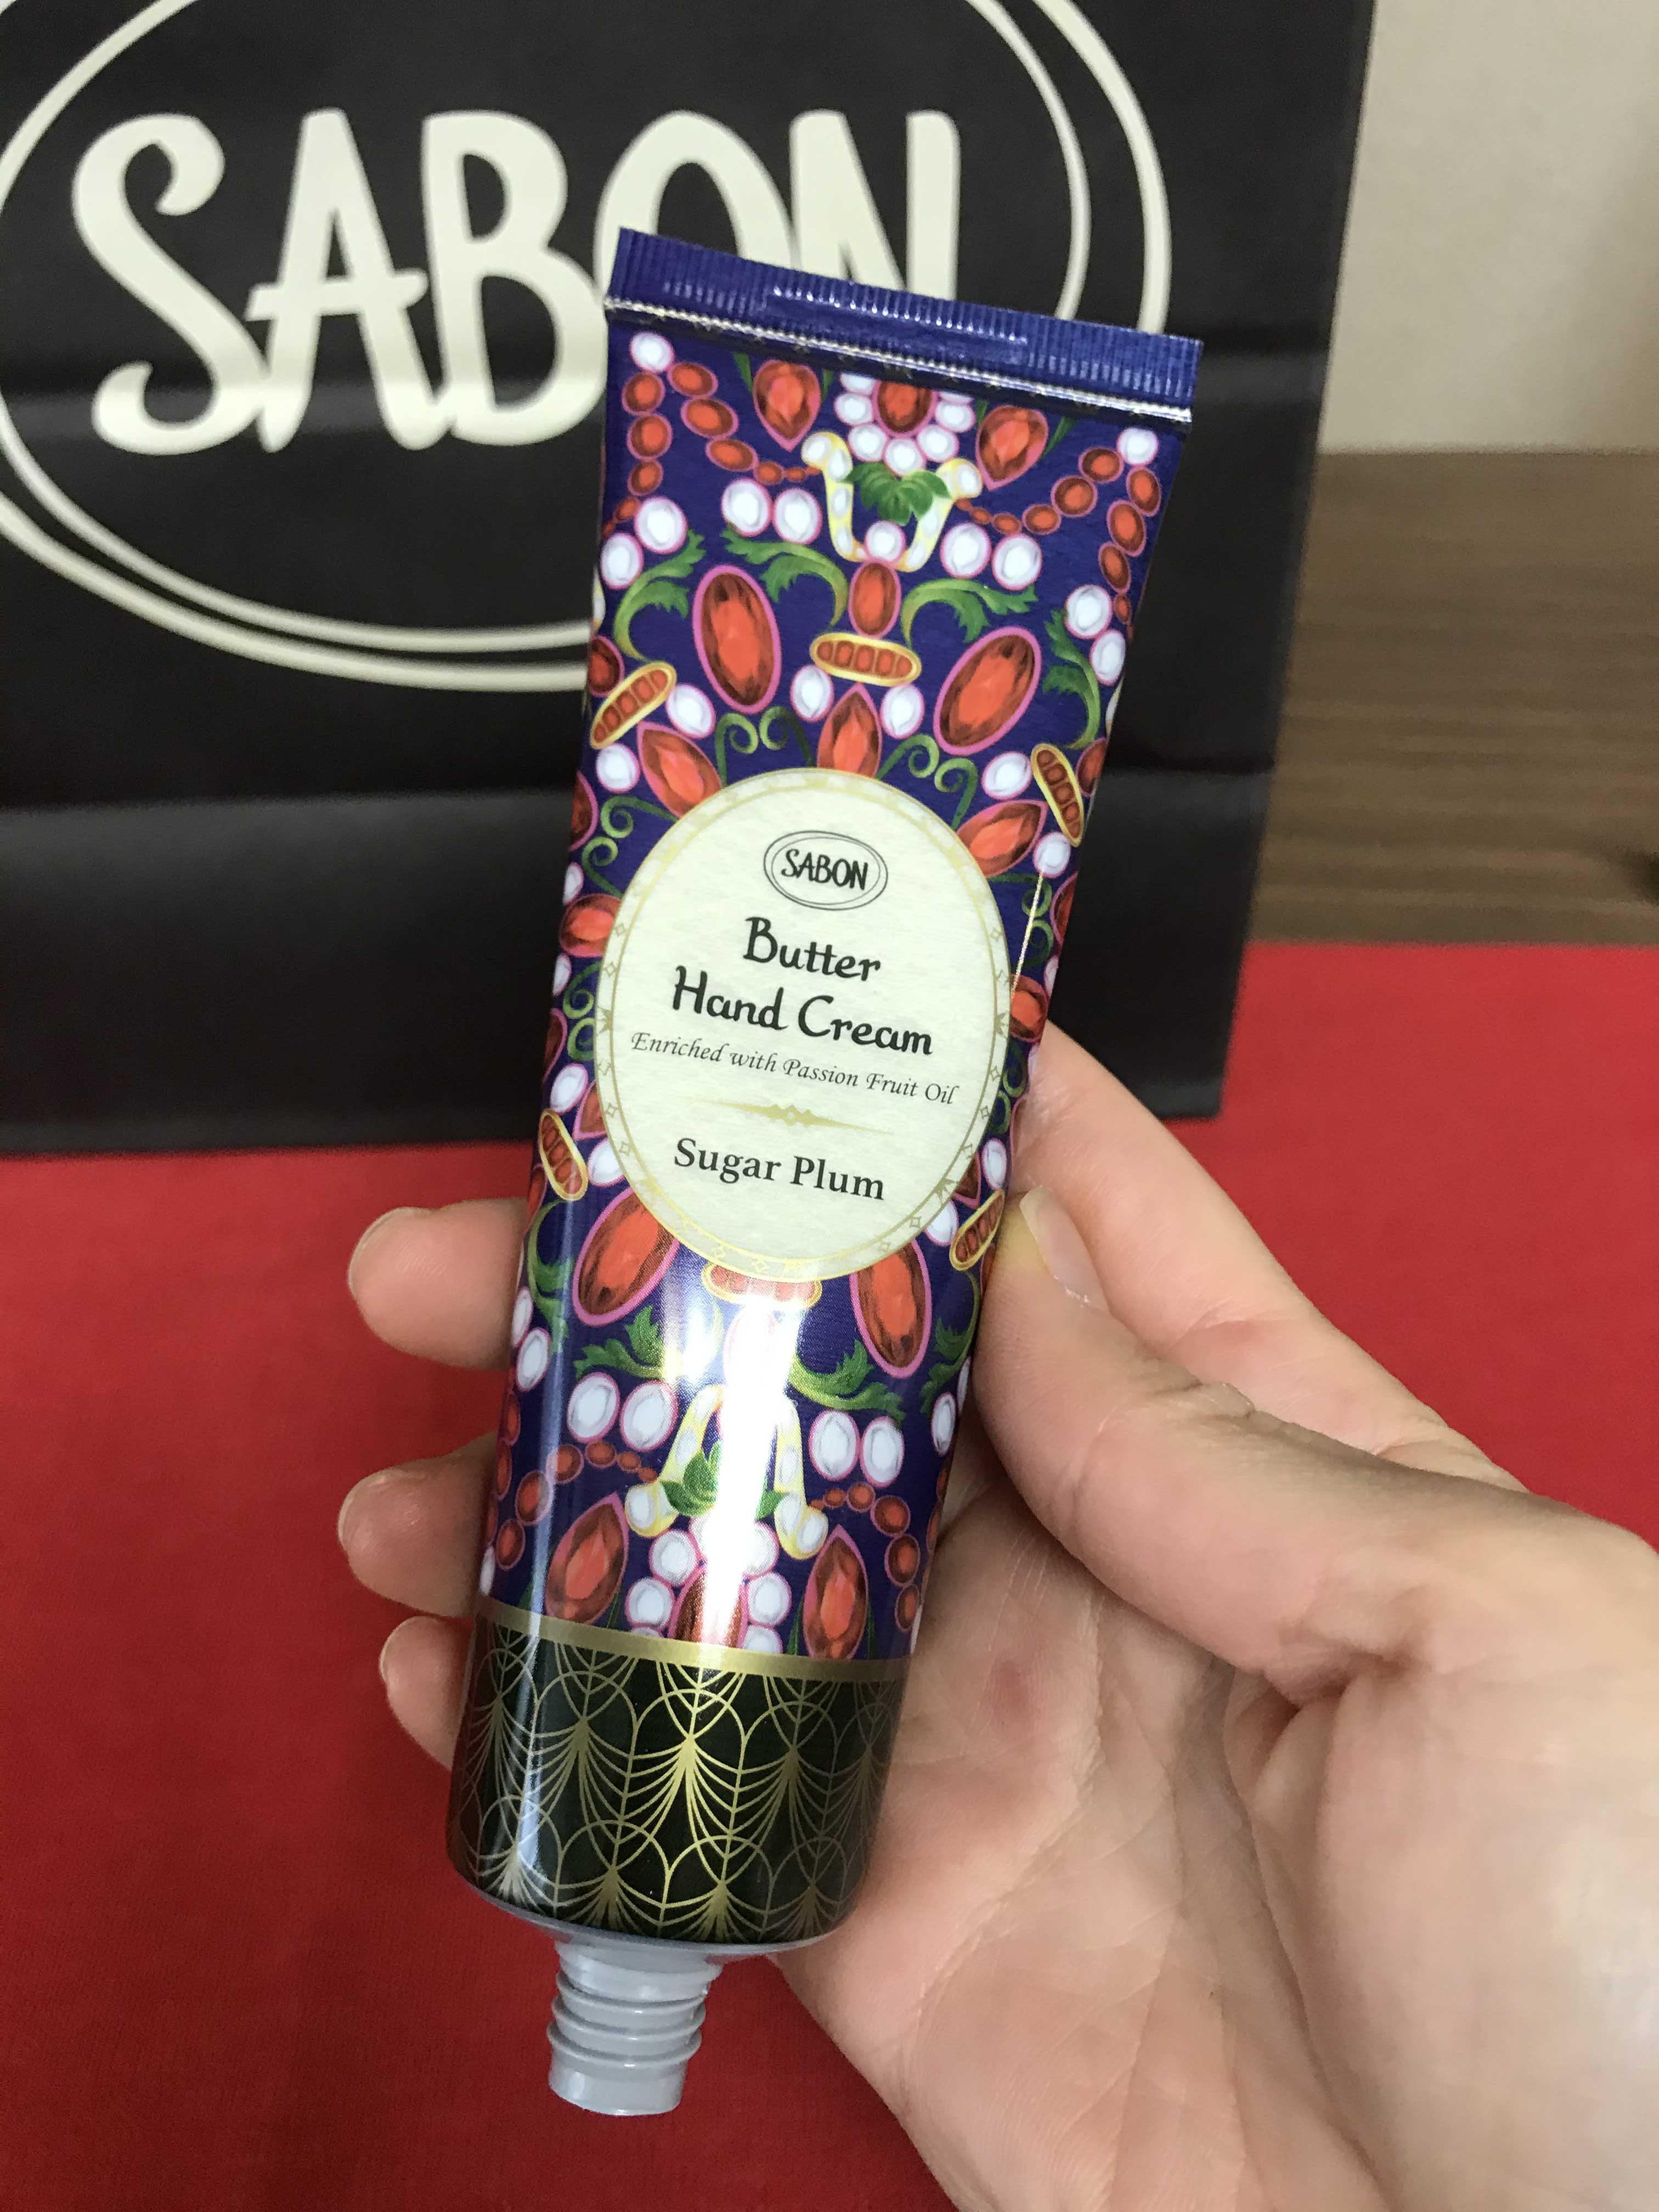 SABON
SABON
Butter
Hand Cream
Enriched with Passion Fruit Oil
Sugar Plum